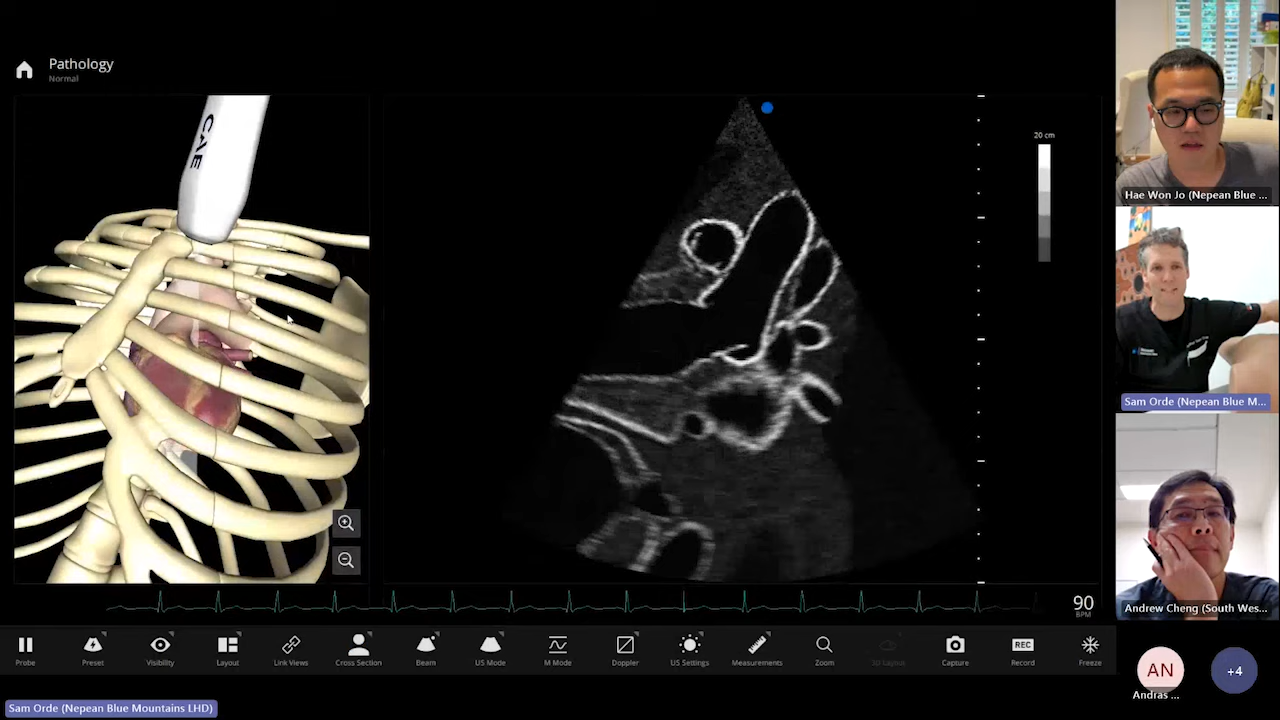 Pathology
Normal
CAE
20 cm
90
BPM
Probe
Preset
Visibility
Layout
Link Views
Cross Section
Beam
US Mode
M Mode
Doppler
US Settings
Measurements
Zoom
3D Layout
Capture
REC
Record
Freeze
Hae Won Jo (Nepean Blue ...
Sam Orde (Nepean Blue M...
Andrew Cheng (South Wes...
AN
+4
Andras ...
Sam Orde (Nepean Blue Mountains LHD)